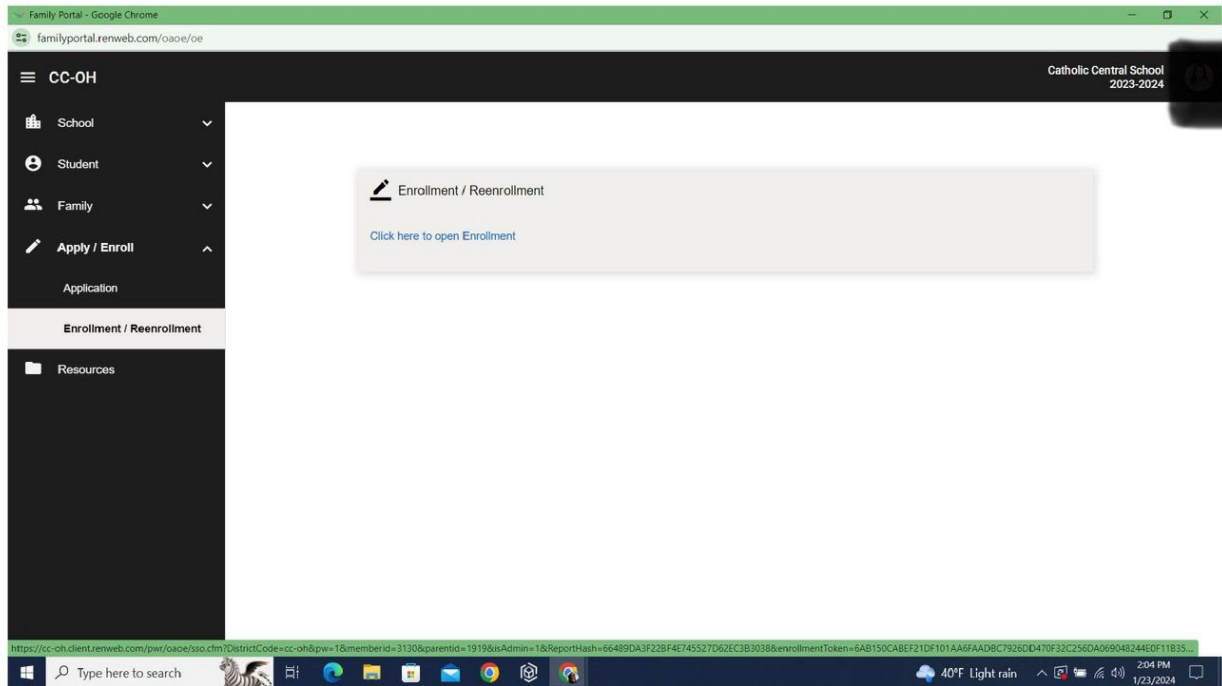 Family Portal - Google Chrome
familyportal.renweb.com/oaoe/oe
CC-OH
Catholic Central School
2023-2024
School
Student
Family
Apply / Enroll
Application
Enrollment / Reenrollment
Resources
Enrollment / Reenrollment
Click here to open Enrollment
https://cc-oh.client.renweb.com/pwr/oaoe/sso.cfm?DistrictCode=cc-oh&pw=1&memberid=3130&parentid=1919&isAdmin=1&ReportHash=66489DA3F22BF4E745527D62EC3B3038&enrollmentToken=6AB150CABEF21DF101AA6FAADBC7926DD470F32C256DA069048244E0F11B35...
Type here to search
40°F Light rain
2:04 PM
1/23/2024